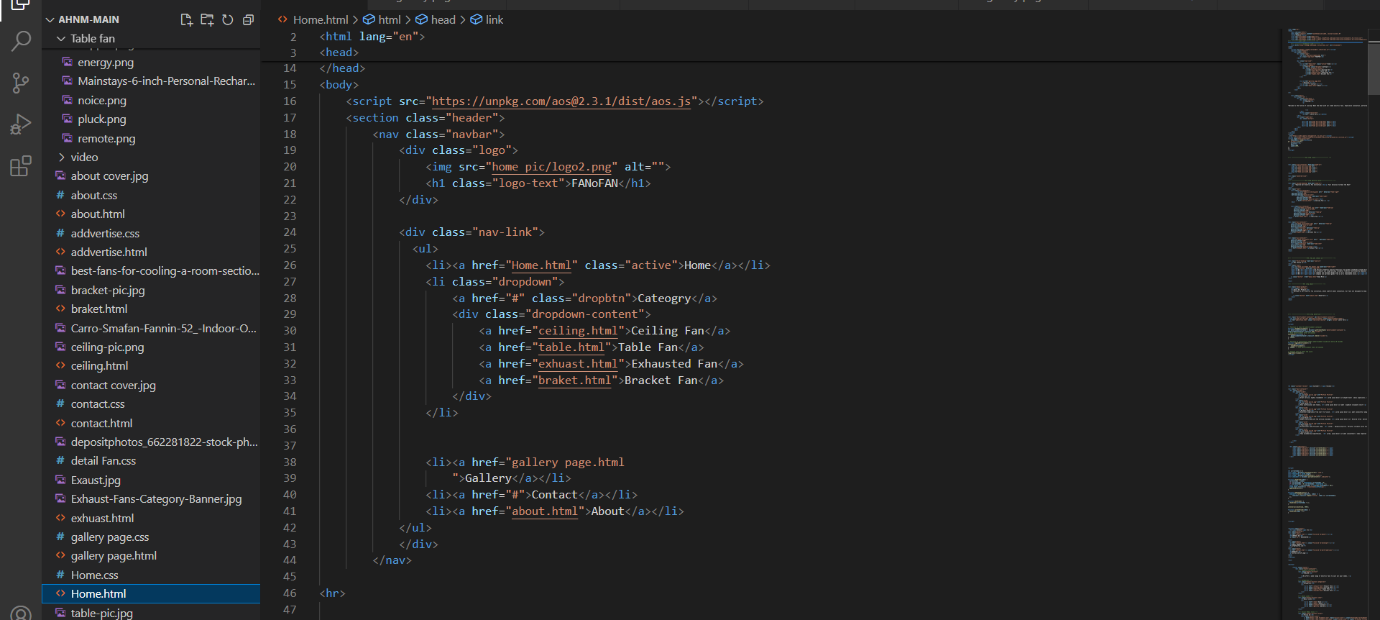 AHNM-MAIN
Table fan
energy.png
Mainstays-6-inch-Personal-Rechar...
noice.png
pluck.png
remote.png
video
about cover.jpg
# about.css
<> about.html
# addvertise.css
<> addvertise.html
best-fans-for-cooling-a-room-sectio...
bracket-pic.jpg
<> braket.html
Carro-Smafan-Fannin-52_-Indoor-O...
ceiling-pic.png
<> ceiling.html
contact cover.jpg
# contact.css
<> contact.html
depositphotos_662281822-stock-ph...
# detail Fan.css
Exaust.jpg
Exhaust-Fans-Category-Banner.jpg
<> exhuast.html
# gallery page.css
<> gallery page.html
# Home.css
<> Home.html
table-pic.jpg
<> Home.html > html > head > link
2 <html lang="en">
3 <head>
14 </head>
15 <body>
16 <script src="https://unpkg.com/aos@2.3.1/dist/aos.js"></script>
17 <section class="header">
18 <nav class="navbar">
19 <div class="logo">
20 <img src="home pic/logo2.png" alt="">
21 <h1 class="logo-text">FANoFAN</h1>
22 </div>
23
24 <div class="nav-link">
25 <ul>
26 <li><a href="Home.html" class="active">Home</a></li>
27 <li class="dropdown">
28 <a href="#" class="dropbtn">Cateogry</a>
29 <div class="dropdown-content">
30 <a href="ceiling.html">Ceiling Fan</a>
31 <a href="table.html">Table Fan</a>
32 <a href="exhuast.html">Exhausted Fan</a>
33 <a href="braket.html">Bracket Fan</a>
34 </div>
35 </li>
36
37
38 <li><a href="gallery page.html
39 ">Gallery</a></li>
40 <li><a href="#">Contact</a></li>
41 <li><a href="about.html">About</a></li>
42 </ul>
43 </div>
44 </nav>
45
46 <hr>
47